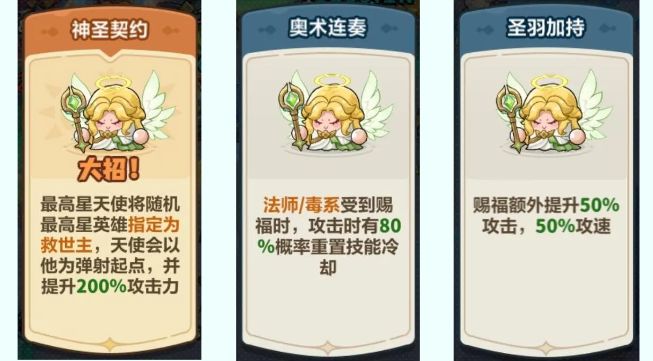 神圣契约
大招！
最高星天使将随机
最高星英雄指定为
救世主，天使会以
他为弹射起点，并
提升200%攻击力
奥术连奏
法师/毒系受到赐
福时，攻击时有80
%概率重置技能冷
却
圣羽加持
赐福额外提升50%
攻击，50%攻速